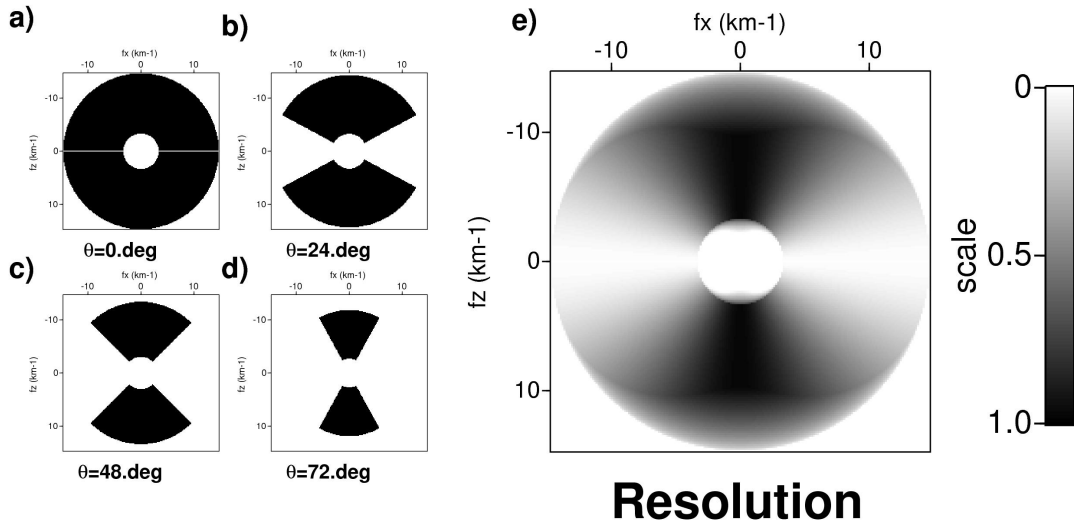 a)
fx (km-1)
-10 0 10
-10
0
10
fz (km-1)
θ=0.deg
b)
fx (km-1)
-10 0 10
-10
0
10
fz (km-1)
θ=24.deg
c)
fx (km-1)
-10 0 10
-10
0
10
fz (km-1)
θ=48.deg
d)
fx (km-1)
-10 0 10
-10
0
10
fz (km-1)
θ=72.deg
e)
fx (km-1)
-10 0 10
-10
0
10
fz (km-1)
Resolution
0
0.5
1.0
scale